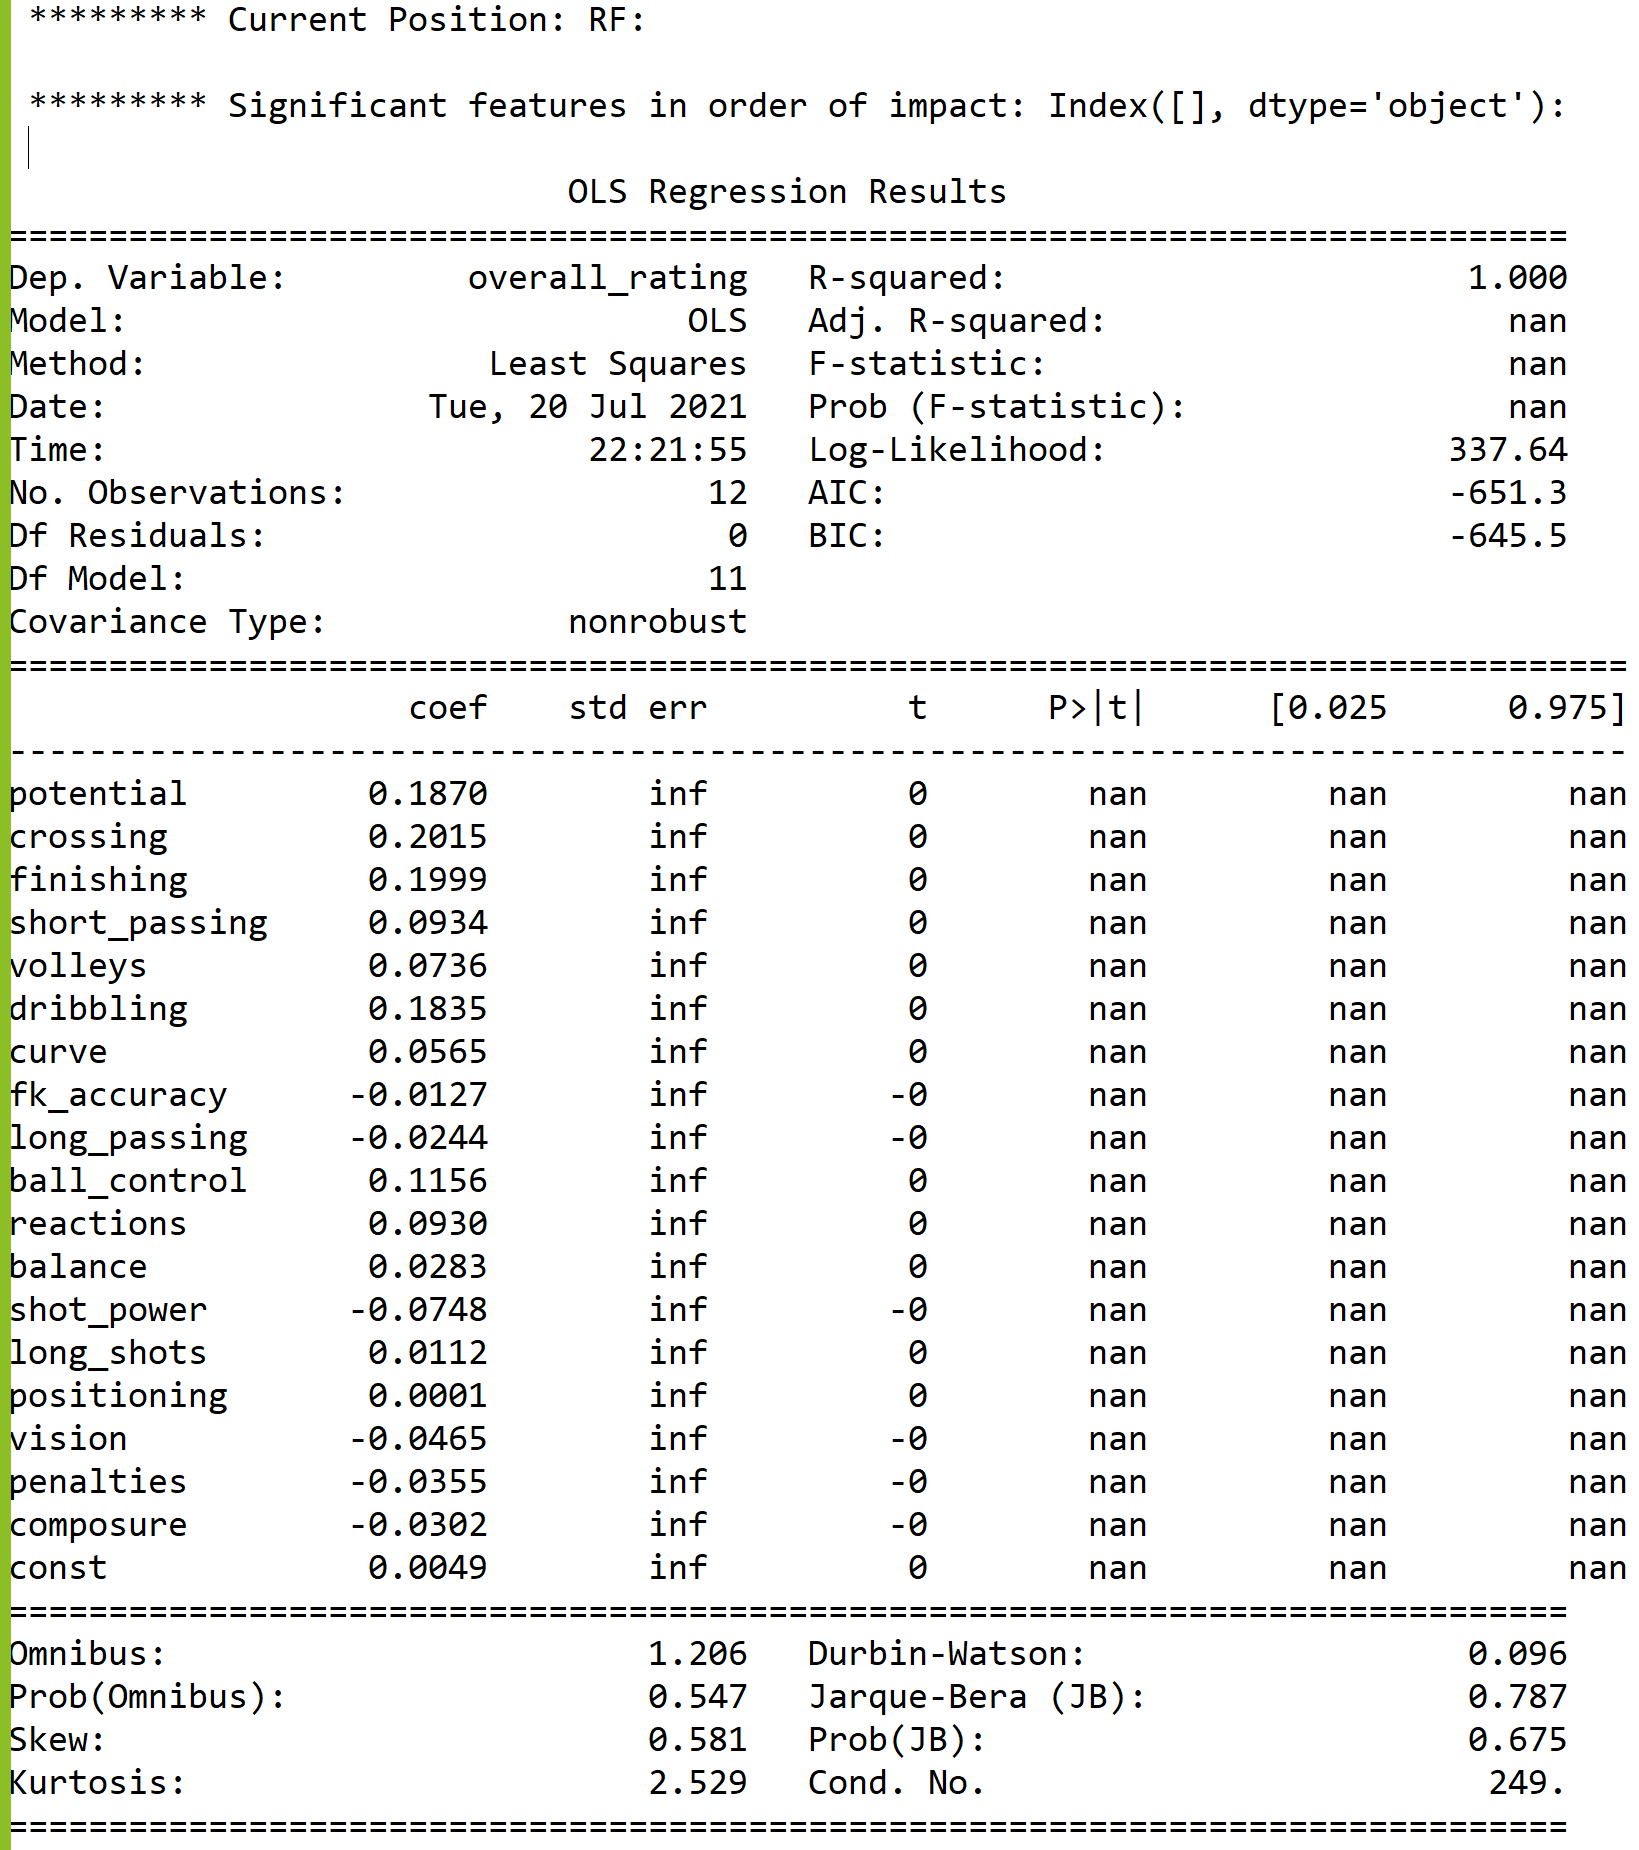 ********* Current Position: RF:
********* Significant features in order of impact: Index([], dtype='object'):
OLS Regression Results
==============================================================================
Dep. Variable: overall_rating R-squared: 1.000
Model: OLS Adj. R-squared: nan
Method: Least Squares F-statistic: nan
Date: Tue, 20 Jul 2021 Prob (F-statistic): nan
Time: 22:21:55 Log-Likelihood: 337.64
No. Observations: 12 AIC: -651.3
Df Residuals: 0 BIC: -645.5
Df Model: 11
Covariance Type: nonrobust
=================================================================================
coef std err t P>|t| [0.025 0.975]
---------------------------------------------------------------------------------
potential 0.1870 inf 0 nan nan nan
crossing 0.2015 inf 0 nan nan nan
finishing 0.1999 inf 0 nan nan nan
short_passing 0.0934 inf 0 nan nan nan
volleys 0.0736 inf 0 nan nan nan
dribbling 0.1835 inf 0 nan nan nan
curve 0.0565 inf 0 nan nan nan
fk_accuracy -0.0127 inf -0 nan nan nan
long_passing -0.0244 inf -0 nan nan nan
ball_control 0.1156 inf 0 nan nan nan
reactions 0.0930 inf 0 nan nan nan
balance 0.0283 inf 0 nan nan nan
shot_power -0.0748 inf -0 nan nan nan
long_shots 0.0112 inf 0 nan nan nan
positioning 0.0001 inf 0 nan nan nan
vision -0.0465 inf -0 nan nan nan
penalties -0.0355 inf -0 nan nan nan
composure -0.0302 inf -0 nan nan nan
const 0.0049 inf 0 nan nan nan
==============================================================================
Omnibus: 1.206 Durbin-Watson: 0.096
Prob(Omnibus): 0.547 Jarque-Bera (JB): 0.787
Skew: 0.581 Prob(JB): 0.675
Kurtosis: 2.529 Cond. No. 249.
==============================================================================